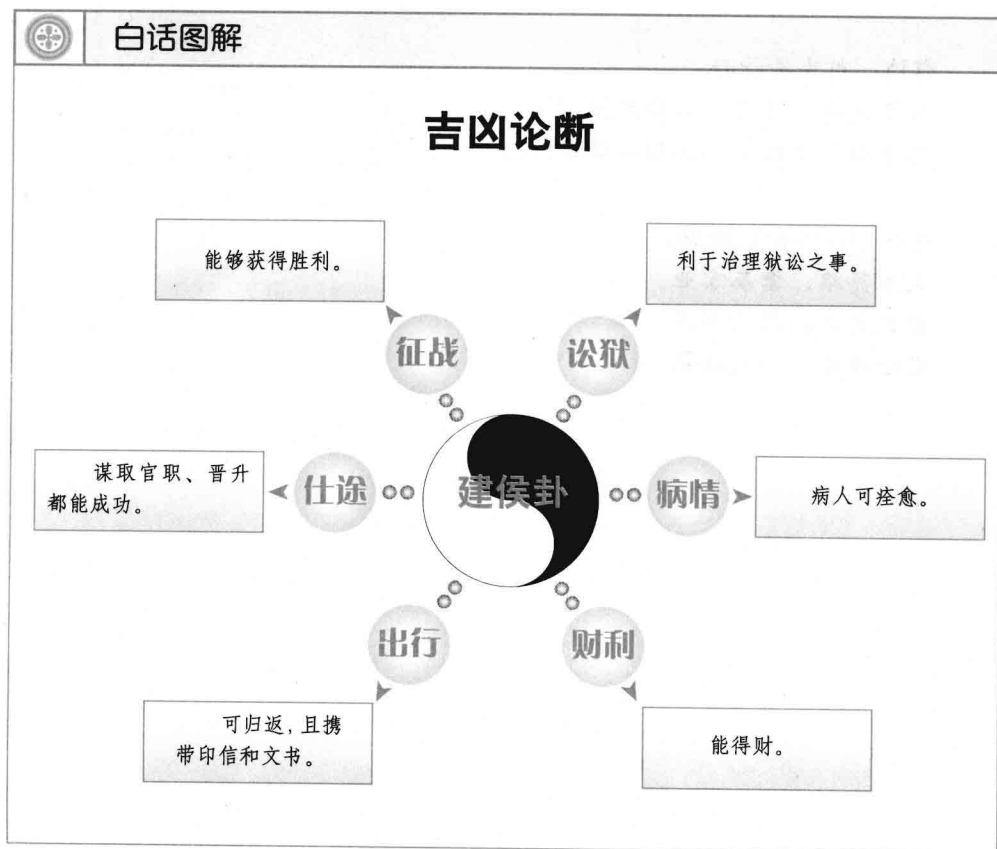 白话图解
吉凶论断
能够获得胜利。
利于治理狱讼之事。
征战
讼狱
谋取官职、晋升
都能成功。
仕途
建侯卦
病情
病人可痊愈。
出行
财利
可归返，且携
带印信和文书。
能得财。